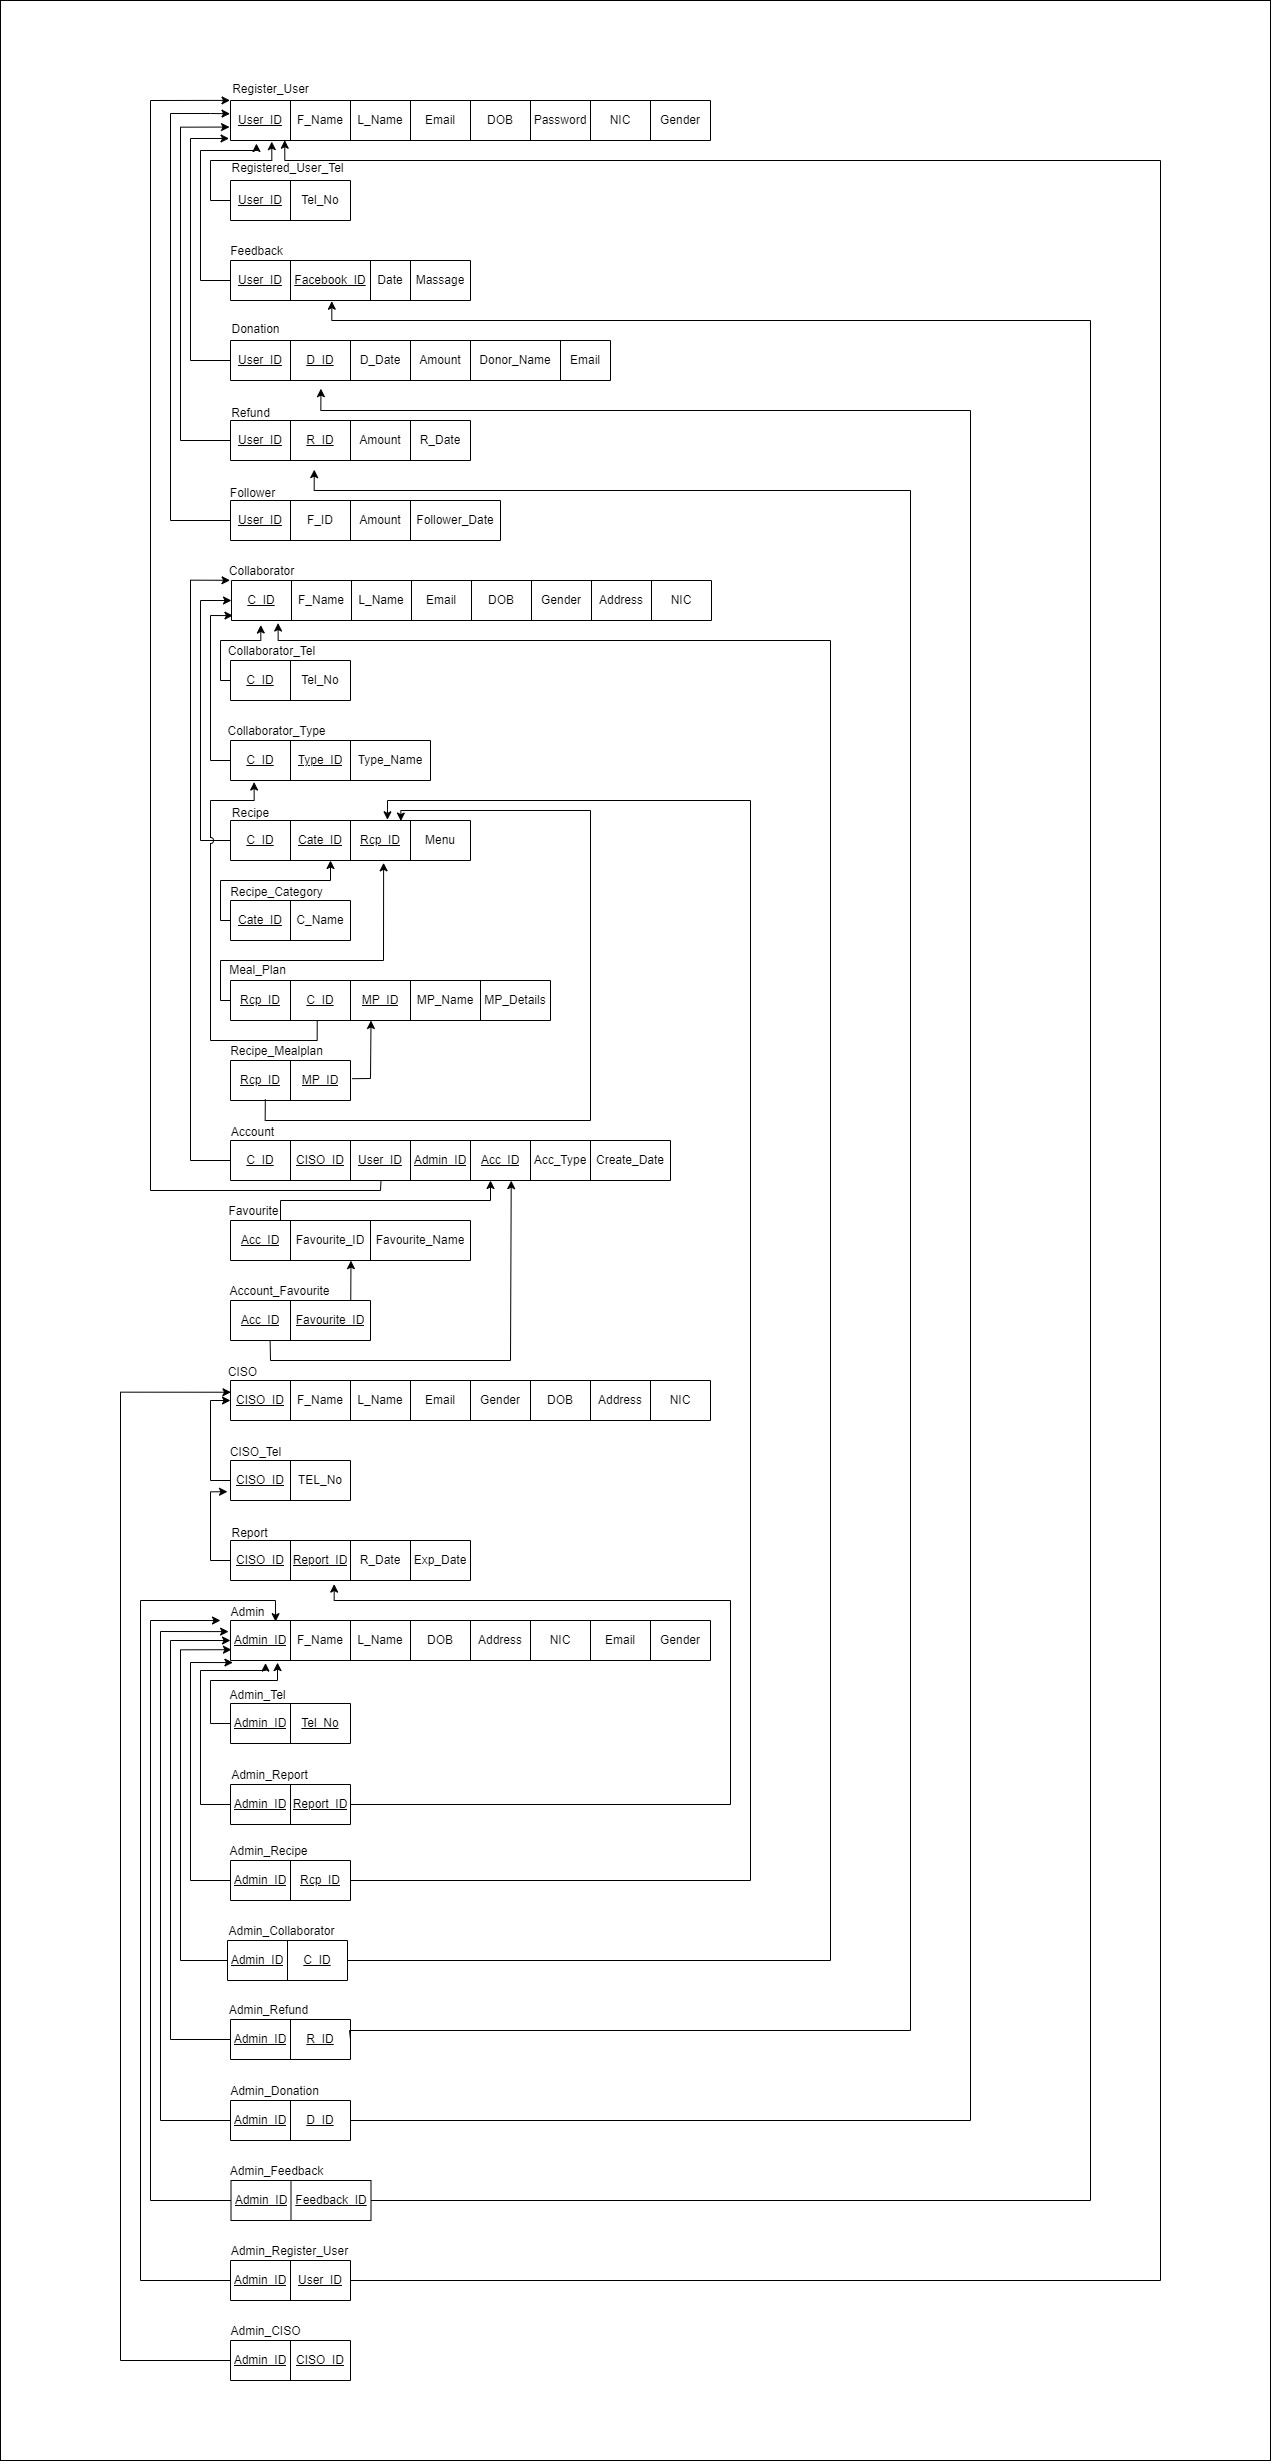 Register_User
User_ID F_Name L_Name Email DOB Password NIC Gender
Registered_User_Tel
User_ID Tel_No
Feedback
User_ID Facebook_ID Date Massage
Donation
User_ID D_ID D_Date Amount Donor_Name Email
Refund
User_ID R_ID Amount R_Date
Follower
User_ID F_ID Amount Follower_Date
Collaborator
C_ID F_Name L_Name Email DOB Gender Address NIC
Collaborator_Tel
C_ID Tel_No
Collaborator_Type
C_ID Type_ID Type_Name
Recipe
C_ID Cate_ID Rcp_ID Menu
Recipe_Category
Cate_ID C_Name
Meal_Plan
Rcp_ID C_ID MP_ID MP_Name MP_Details
Recipe_Mealplan
Rcp_ID MP_ID
Account
C_ID CISO_ID User_ID Admin_ID Acc_ID Acc_Type Create_Date
Favourite
Acc_ID Favourite_ID Favourite_Name
Account_Favourite
Acc_ID Favourite_ID
CISO
CISO_ID F_Name L_Name Email Gender DOB Address NIC
CISO_Tel
CISO_ID TEL_No
Report
CISO_ID Report_ID R_Date Exp_Date
Admin
Admin_ID F_Name L_Name DOB Address NIC Email Gender
Admin_Tel
Admin_ID Tel_No
Admin_Report
Admin_ID Report_ID
Admin_Recipe
Admin_ID Rcp_ID
Admin_Collaborator
Admin_ID C_ID
Admin_Refund
Admin_ID R_ID
Admin_Donation
Admin_ID D_ID
Admin_Feedback
Admin_ID Feedback_ID
Admin_Register_User
Admin_ID User_ID
Admin_CISO
Admin_ID CISO_ID